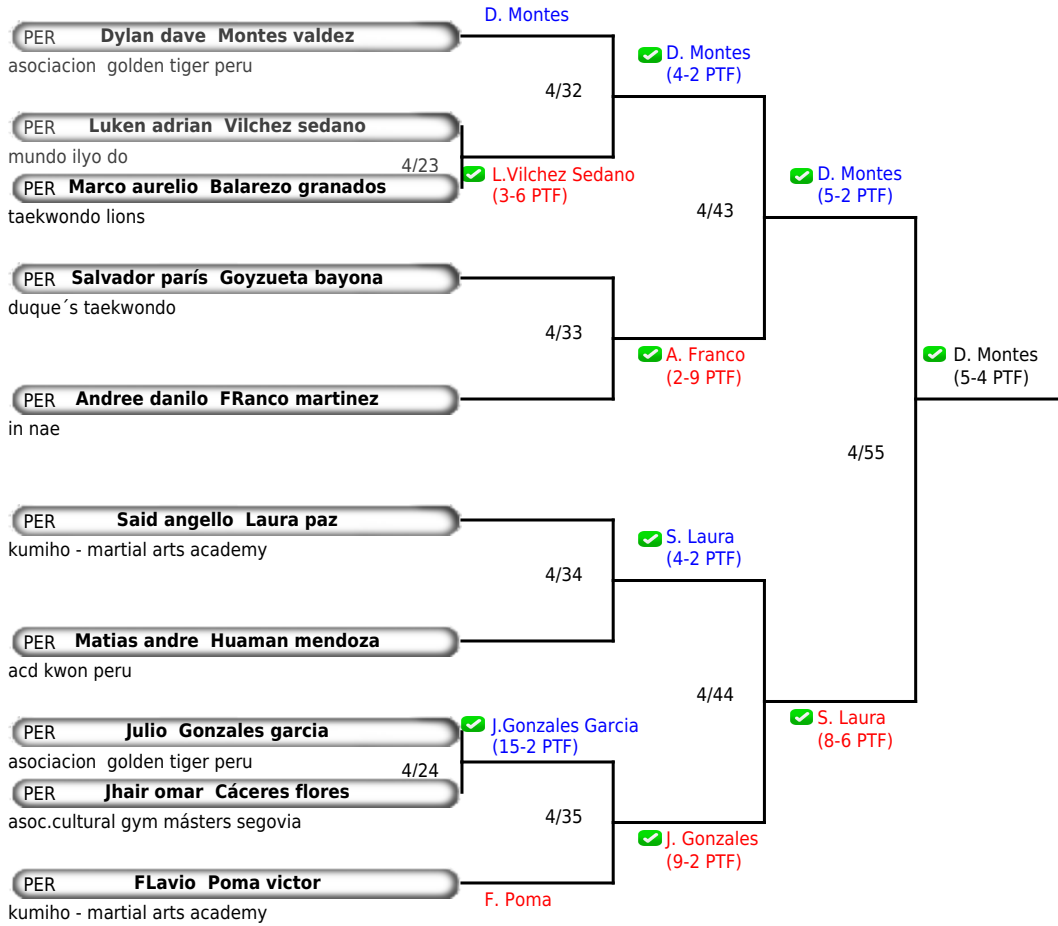 D. Montes
PER Dylan dave Montes valdez
asociacion golden tiger peru
D. Montes
(4-2 PTF)
4/32
PER Luken adrian Vilchez sedano
mundo ilyo do
4/23
PER Marco aurelio Balarezo granados
taekwondo lions
L.Vilchez Sedano
(3-6 PTF)
D. Montes
(5-2 PTF)
4/43
PER Salvador parís Goyzueta bayona
duque´s taekwondo
4/33
A. Franco
(2-9 PTF)
D. Montes
(5-4 PTF)
PER Andree danilo FRanco martinez
in nae
4/55
PER Said angello Laura paz
kumiho - martial arts academy
S. Laura
(4-2 PTF)
4/34
PER Matias andre Huaman mendoza
acd kwon peru
4/44
S. Laura
(8-6 PTF)
PER Julio Gonzales garcia
asociacion golden tiger peru
J.Gonzales Garcia
(15-2 PTF)
4/24
PER Jhair omar Cáceres flores
asoc.cultural gym másters segovia
4/35
J. Gonzales
(9-2 PTF)
PER FLavio Poma victor
kumiho - martial arts academy
F. Poma